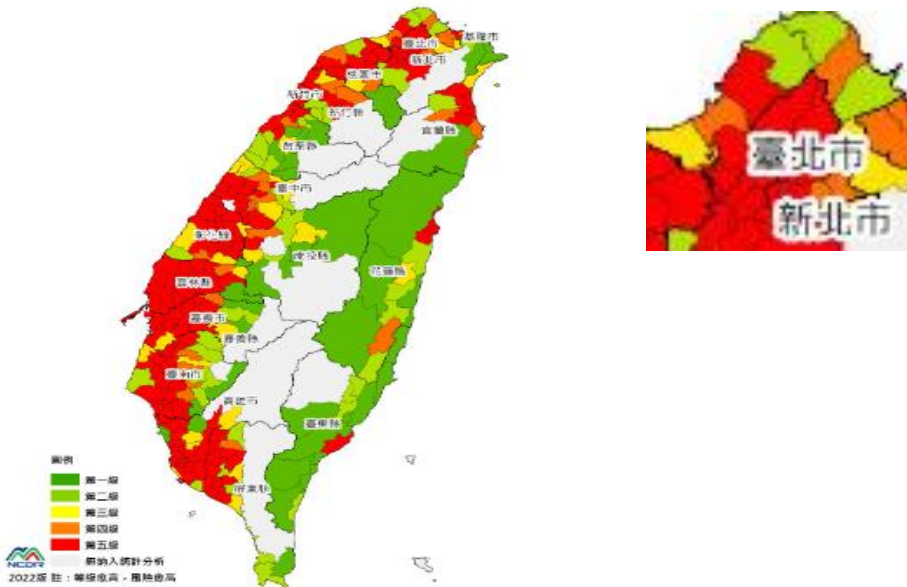 基隆市
臺北市
新北市
桃園市
新竹市
新竹縣
宜蘭縣
苗栗縣
臺中市
彰化縣
南投縣
花蓮縣
雲林縣
嘉義市
嘉義縣
臺南市
高雄市
臺東縣
屏東縣
圖例
第一級
第二級
第三級
第四級
第五級
無納入統計分析
NCDR
2022版 註：等級愈高，風險愈高
臺北市
新北市